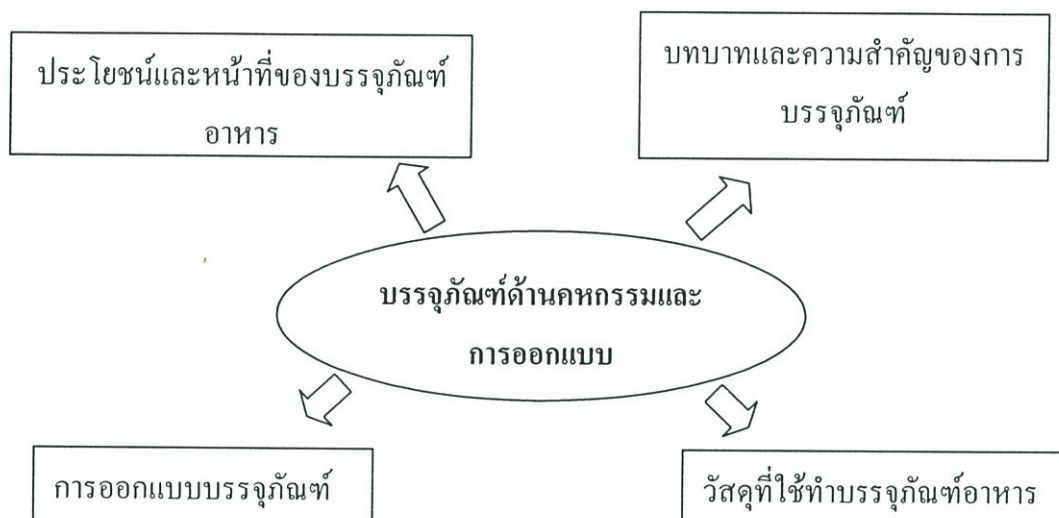 ประโยชน์และหน้าที่ของบรรจุภัณฑ์
อาหาร
บทบาทและความสำคัญของการ
บรรจุภัณฑ์
บรรจุภัณฑ์ด้านคหกรรมและ
การออกแบบ
การออกแบบบรรจุภัณฑ์
วัสดุที่ใช้ทำบรรจุภัณฑ์อาหาร